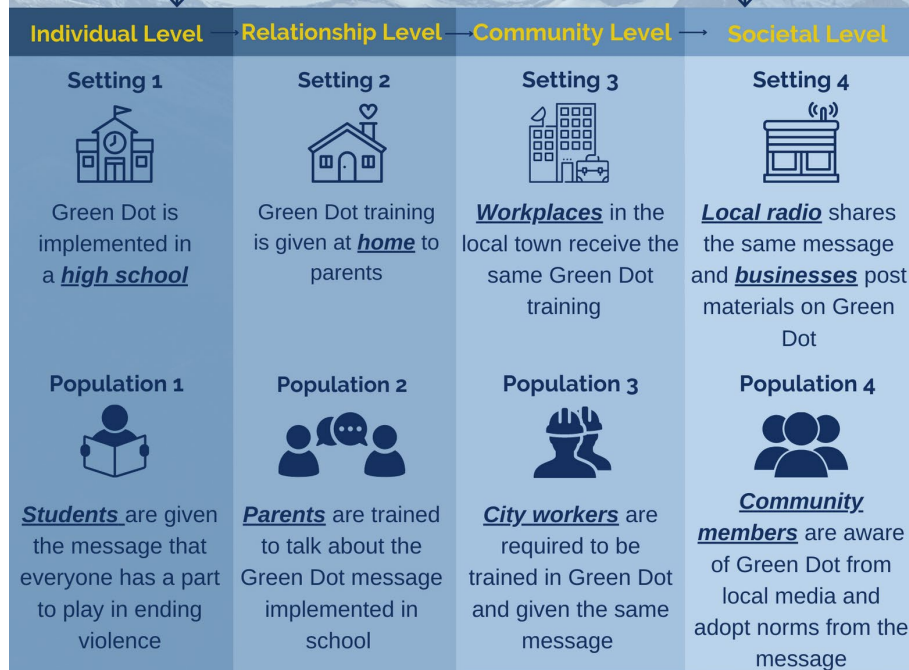 Individual Level
Relationship Level
Community Level
Societal Level
Setting 1
Green Dot is
implemented in
a high school
Setting 2
Green Dot training
is given at home to
parents
Setting 3
Workplaces in the
local town receive the
same Green Dot
training
Setting 4
Local radio shares
the same message
and businesses post
materials on Green
Dot
Population 1
Students are given
the message that
everyone has a part
to play in ending
violence
Population 2
Parents are trained
to talk about the
Green Dot message
implemented in
school
Population 3
City workers are
required to be
trained in Green Dot
and given the same
message
Population 4
Community
members are aware
of Green Dot from
local media and
adopt norms from the
message